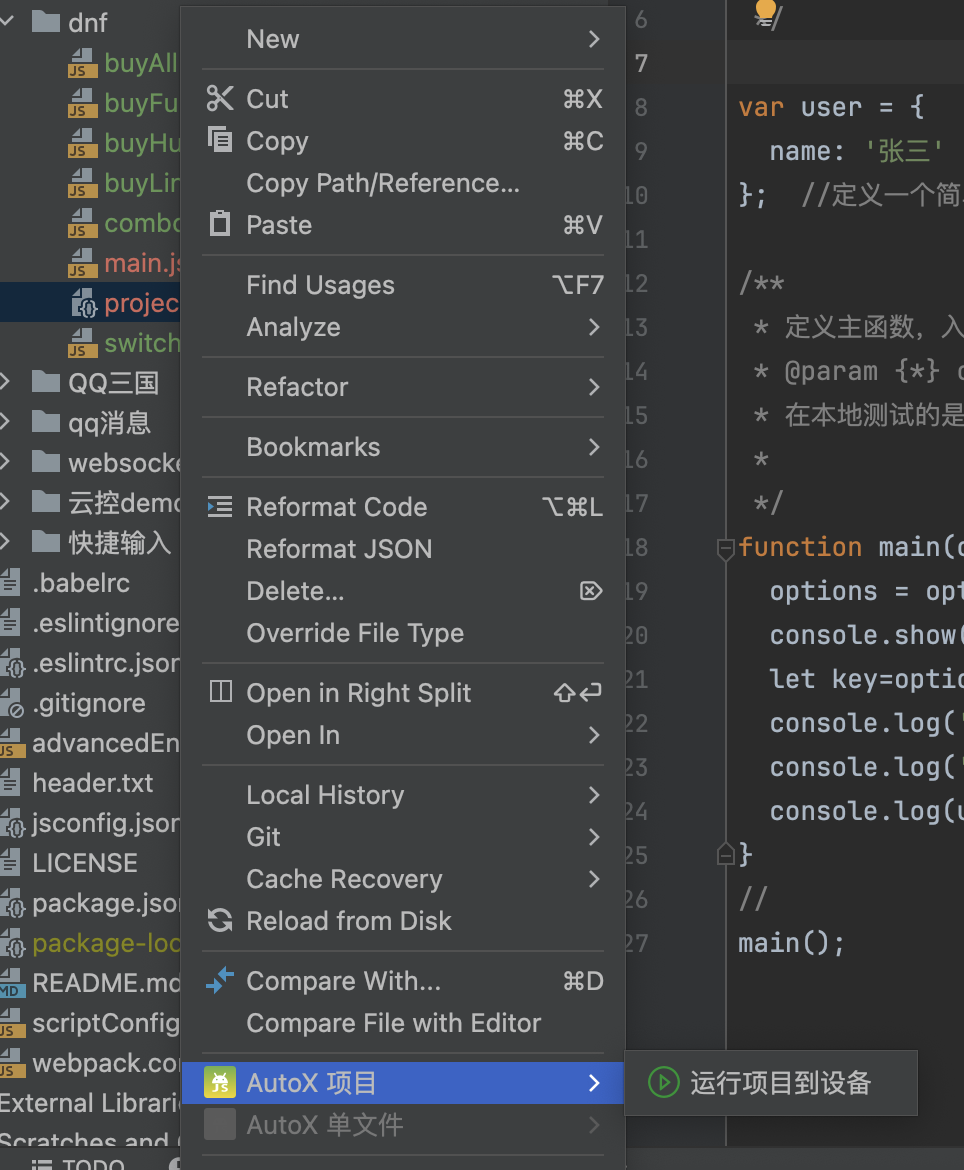 dnf
buyAll
buyFu
buyHu
buyLin
combo
main.js
projec
switch
QQ三国
qq消息
websocke
云控demo
快捷输入
.babelrc
.eslintignore
.eslintrc.json
.gitignore
advancedEn
header.txt
jsconfig.json
LICENSE
package.json
package-loc
README.md
scriptConfig
webpack.con
External Librarie
Scratches and
TODO
New
Cut ⌘X
Copy ⌘C
Copy Path/Reference...
Paste ⌘V
Find Usages ⌥F7
Analyze
Refactor
Bookmarks
Reformat Code ⌥⌘L
Reformat JSON
Delete...
Override File Type
Open in Right Split ⇧↩
Open In
Local History
Git
Cache Recovery
Reload from Disk
Compare With... ⌘D
Compare File with Editor
AutoX 项目
AutoX 单文件
运行项目到设备
6 */
7
8 var user = {
9 name: '张三'
10 }; //定义一个简
11
12 /**
13 * 定义主函数, 入
14 * @param {*} o
15 * 在本地测试的是
16 *
17 */
18 function main(o
19 options = opt
20 console.show(
21 let key=optio
22 console.log('
23 console.log('
24 console.log(u
25 }
26 //
27 main();